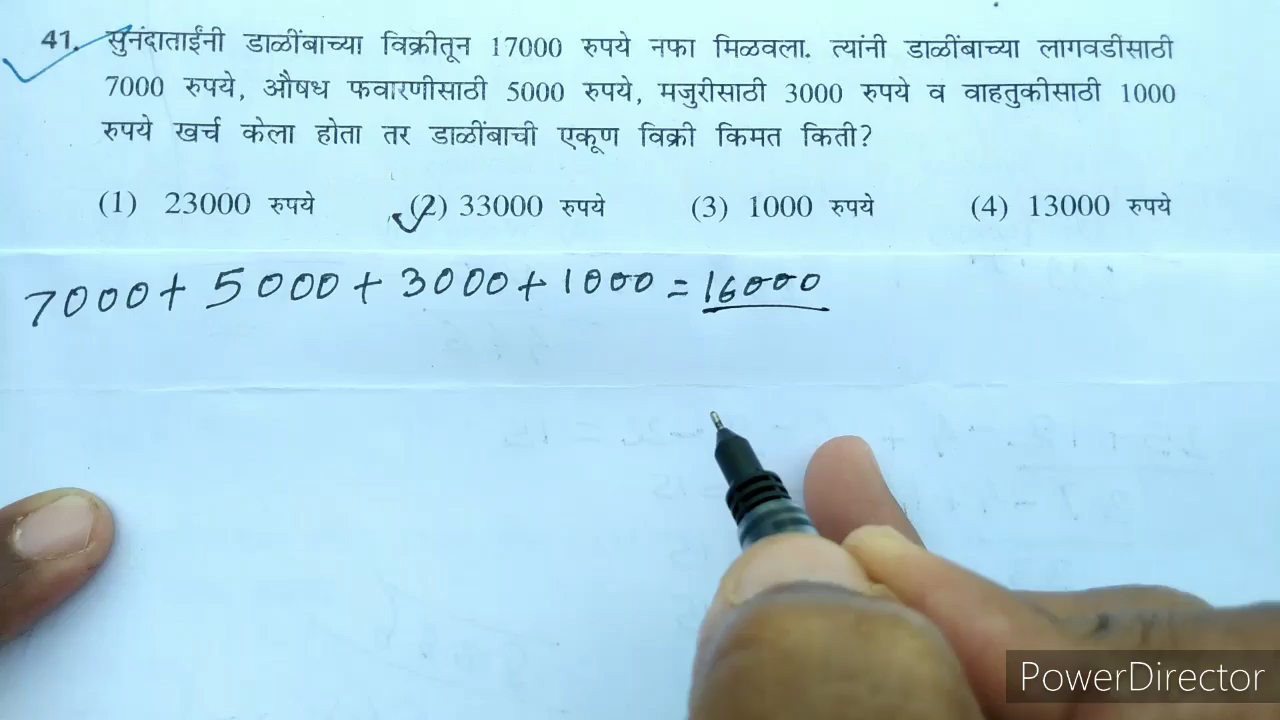 41. सुनंदाताईंनी डाळींबाच्या विक्रीतून 17000 रुपये नफा मिळवला. त्यांनी डाळींबाच्या लागवडीसाठी
7000 रुपये, औषध फवारणीसाठी 5000 रुपये, मजुरीसाठी 3000 रुपये व वाहतुकीसाठी 1000
रुपये खर्च केला होता तर डाळींबाची एकूण विक्री किमत किती?
(1) 23000 रुपये (2) 33000 रुपये (3) 1000 रुपये (4) 13000 रुपये
7000 + 5000 + 3000 + 1000 = 16000
PowerDirector